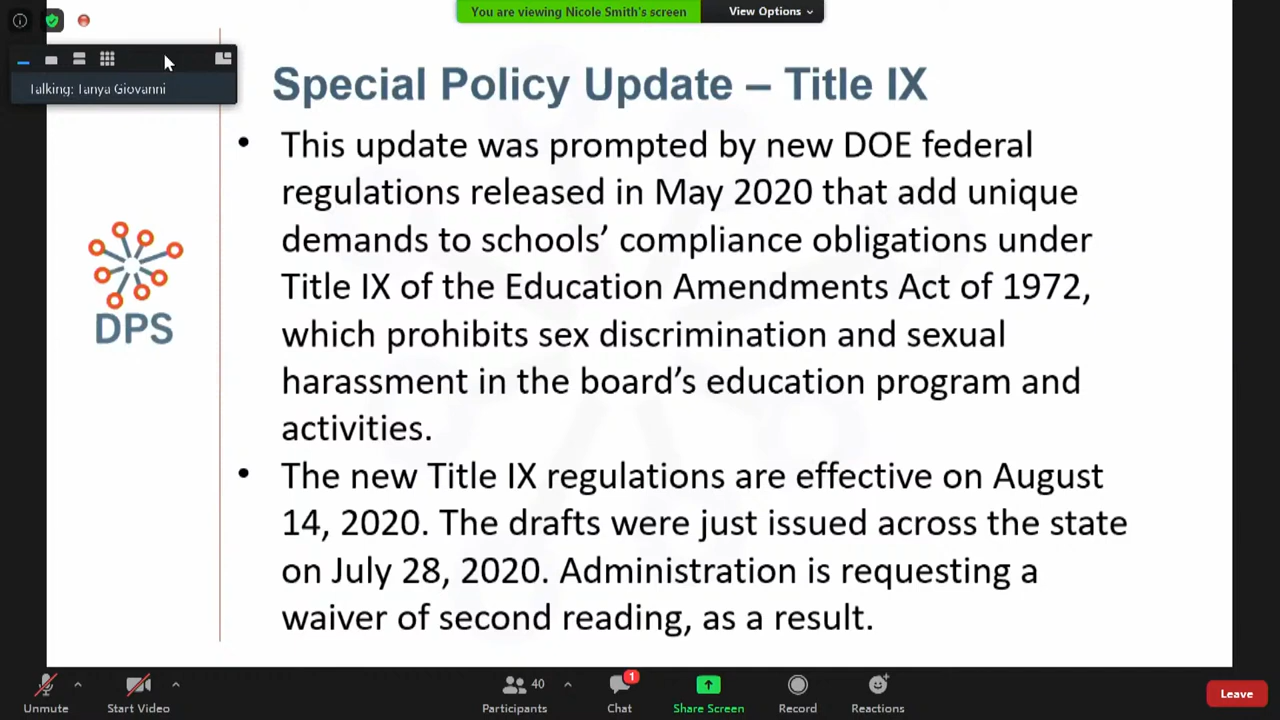 You are viewing Nicole Smith's screen
View Options
Talking: Tanya Giovanni
Special Policy Update – Title IX
• This update was prompted by new DOE federal
regulations released in May 2020 that add unique
demands to schools’ compliance obligations under
Title IX of the Education Amendments Act of 1972,
which prohibits sex discrimination and sexual
harassment in the board’s education program and
activities.
• The new Title IX regulations are effective on August
14, 2020. The drafts were just issued across the state
on July 28, 2020. Administration is requesting a
waiver of second reading, as a result.
DPS
Unmute
Start Video
Participants
40
Chat
1
Share Screen
Record
Reactions
Leave